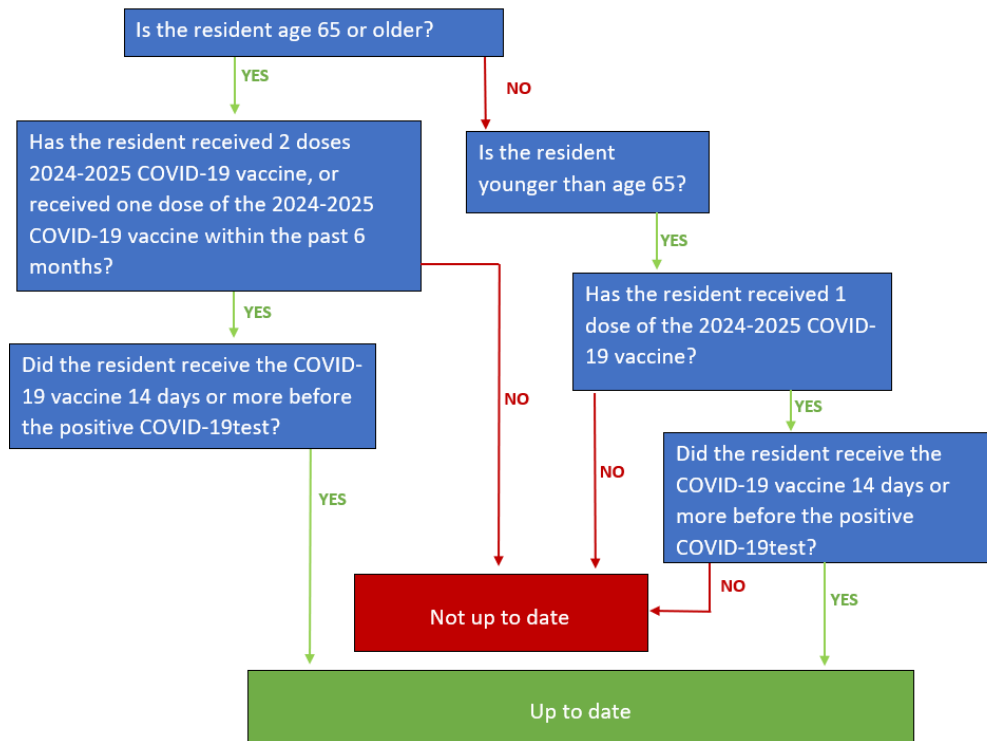 Is the resident age 65 or older?
YES
NO
Has the resident received 2 doses
2024-2025 COVID-19 vaccine, or
received one dose of the 2024-2025
COVID-19 vaccine within the past 6
months?
Is the resident
younger than age 65?
YES
YES
Has the resident received 1
dose of the 2024-2025 COVID-
19 vaccine?
Did the resident receive the COVID-
19 vaccine 14 days or more before
the positive COVID-19test?
NO
YES
NO
Did the resident receive the
COVID-19 vaccine 14 days or
more before the positive
COVID-19test?
YES
NO
YES
Not up to date
Up to date